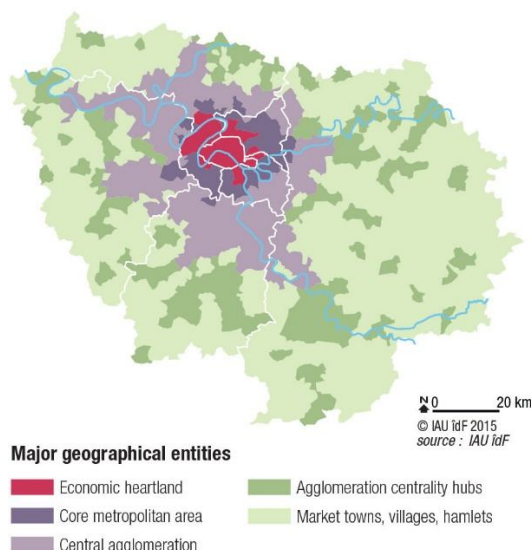 N 0 20 km
© IAU îdF 2015
source : IAU îdF
Major geographical entities
Economic heartland
Core metropolitan area
Central agglomeration
Agglomeration centrality hubs
Market towns, villages, hamlets